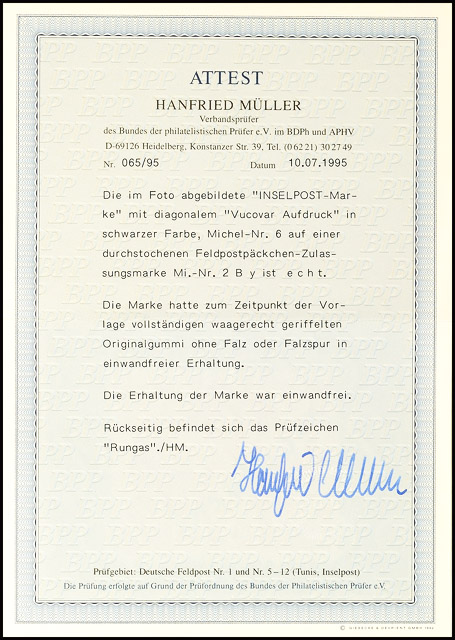 ATTEST
HANFRIED MÜLLER
Verbandsprüfer
des Bundes der philatelistischen Prüfer e.V. im BDPh und APHV
D-69126 Heidelberg, Konstanzer Str. 39, Tel. (06221) 302749
Nr. 065/95 Datum 10.07.1995
Die im Foto abgebildete "INSELPOST-Mar-
ke" mit diagonalem "Vucovar Aufdruck" in
schwarzer Farbe, Michel-Nr. 6 auf einer
durchstochenen Feldpostpäckchen-Zulas-
sungsmarke Mi.-Nr. 2 B y ist e c h t.
Die Marke hatte zum Zeitpunkt der Vor-
lage vollständigen waagerecht geriffelten
Originalgummi ohne Falz oder Falzspur in
einwandfreier Erhaltung.
Die Erhaltung der Marke war einwandfrei.
Rückseitig befindet sich das Prüfzeichen
"Rungas"./HM.
Prüfgebiet: Deutsche Feldpost Nr. 1 und Nr. 5-12 (Tunis, Inselpost)
Die Prüfung erfolgte auf Grund der Prüfordnung des Bundes der Philatelistischen Prüfer e.V.